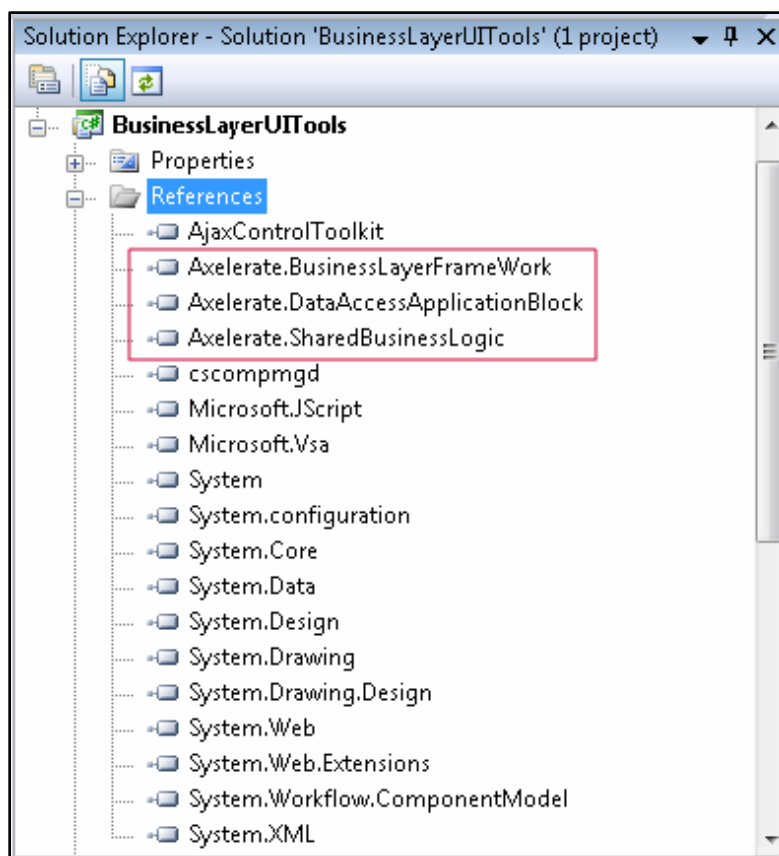 Solution Explorer - Solution 'BusinessLayerUITools' (1 project)
BusinessLayerUITools
Properties
References
AjaxControlToolkit
Axelerate.BusinessLayerFrameWork
Axelerate.DataAccessApplicationBlock
Axelerate.SharedBusinessLogic
cscompmgd
Microsoft.JScript
Microsoft.Vsa
System
System.configuration
System.Core
System.Data
System.Design
System.Drawing
System.Drawing.Design
System.Web
System.Web.Extensions
System.Workflow.ComponentModel
System.XML